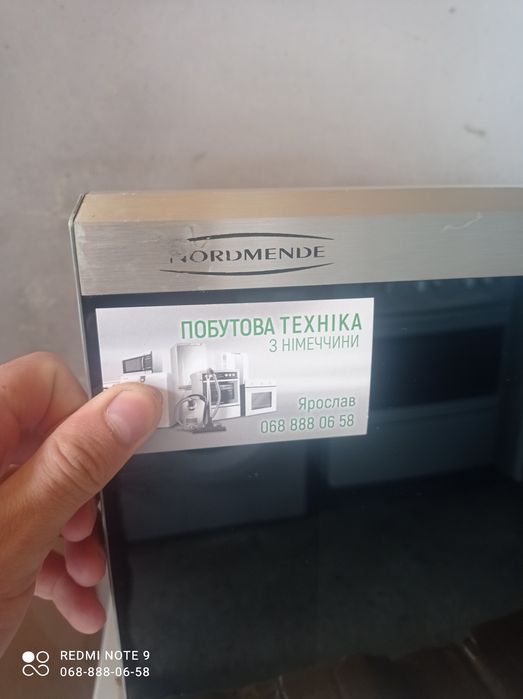 NORDMENDE
ПОБУТОВА ТЕХНІКА
З НІМЕЧЧИНИ
Ярослав
068 888 06 58
REDMI NOTE 9
068-888-06-58